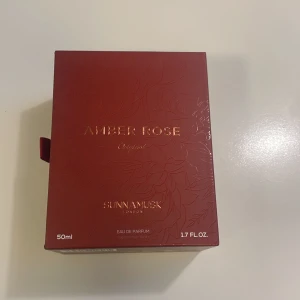 AMBER ROSE
Original
SUNNAMUSK
LONDON
EAU DE PARFUM
50ml
1.7 FL.OZ.